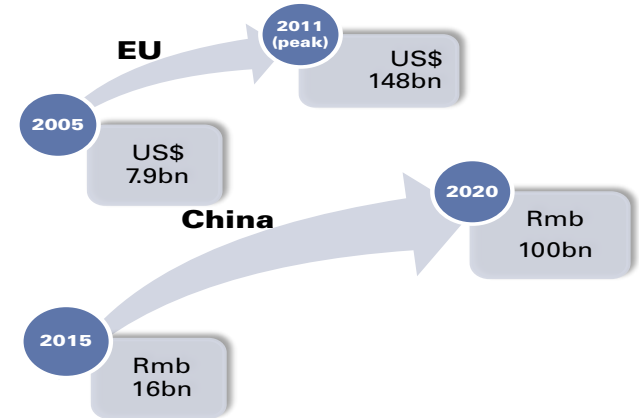 EU
2005
US$
7.9bn
2011
(peak)
US$
148bn
China
2015
Rmb
16bn
2020
Rmb
100bn